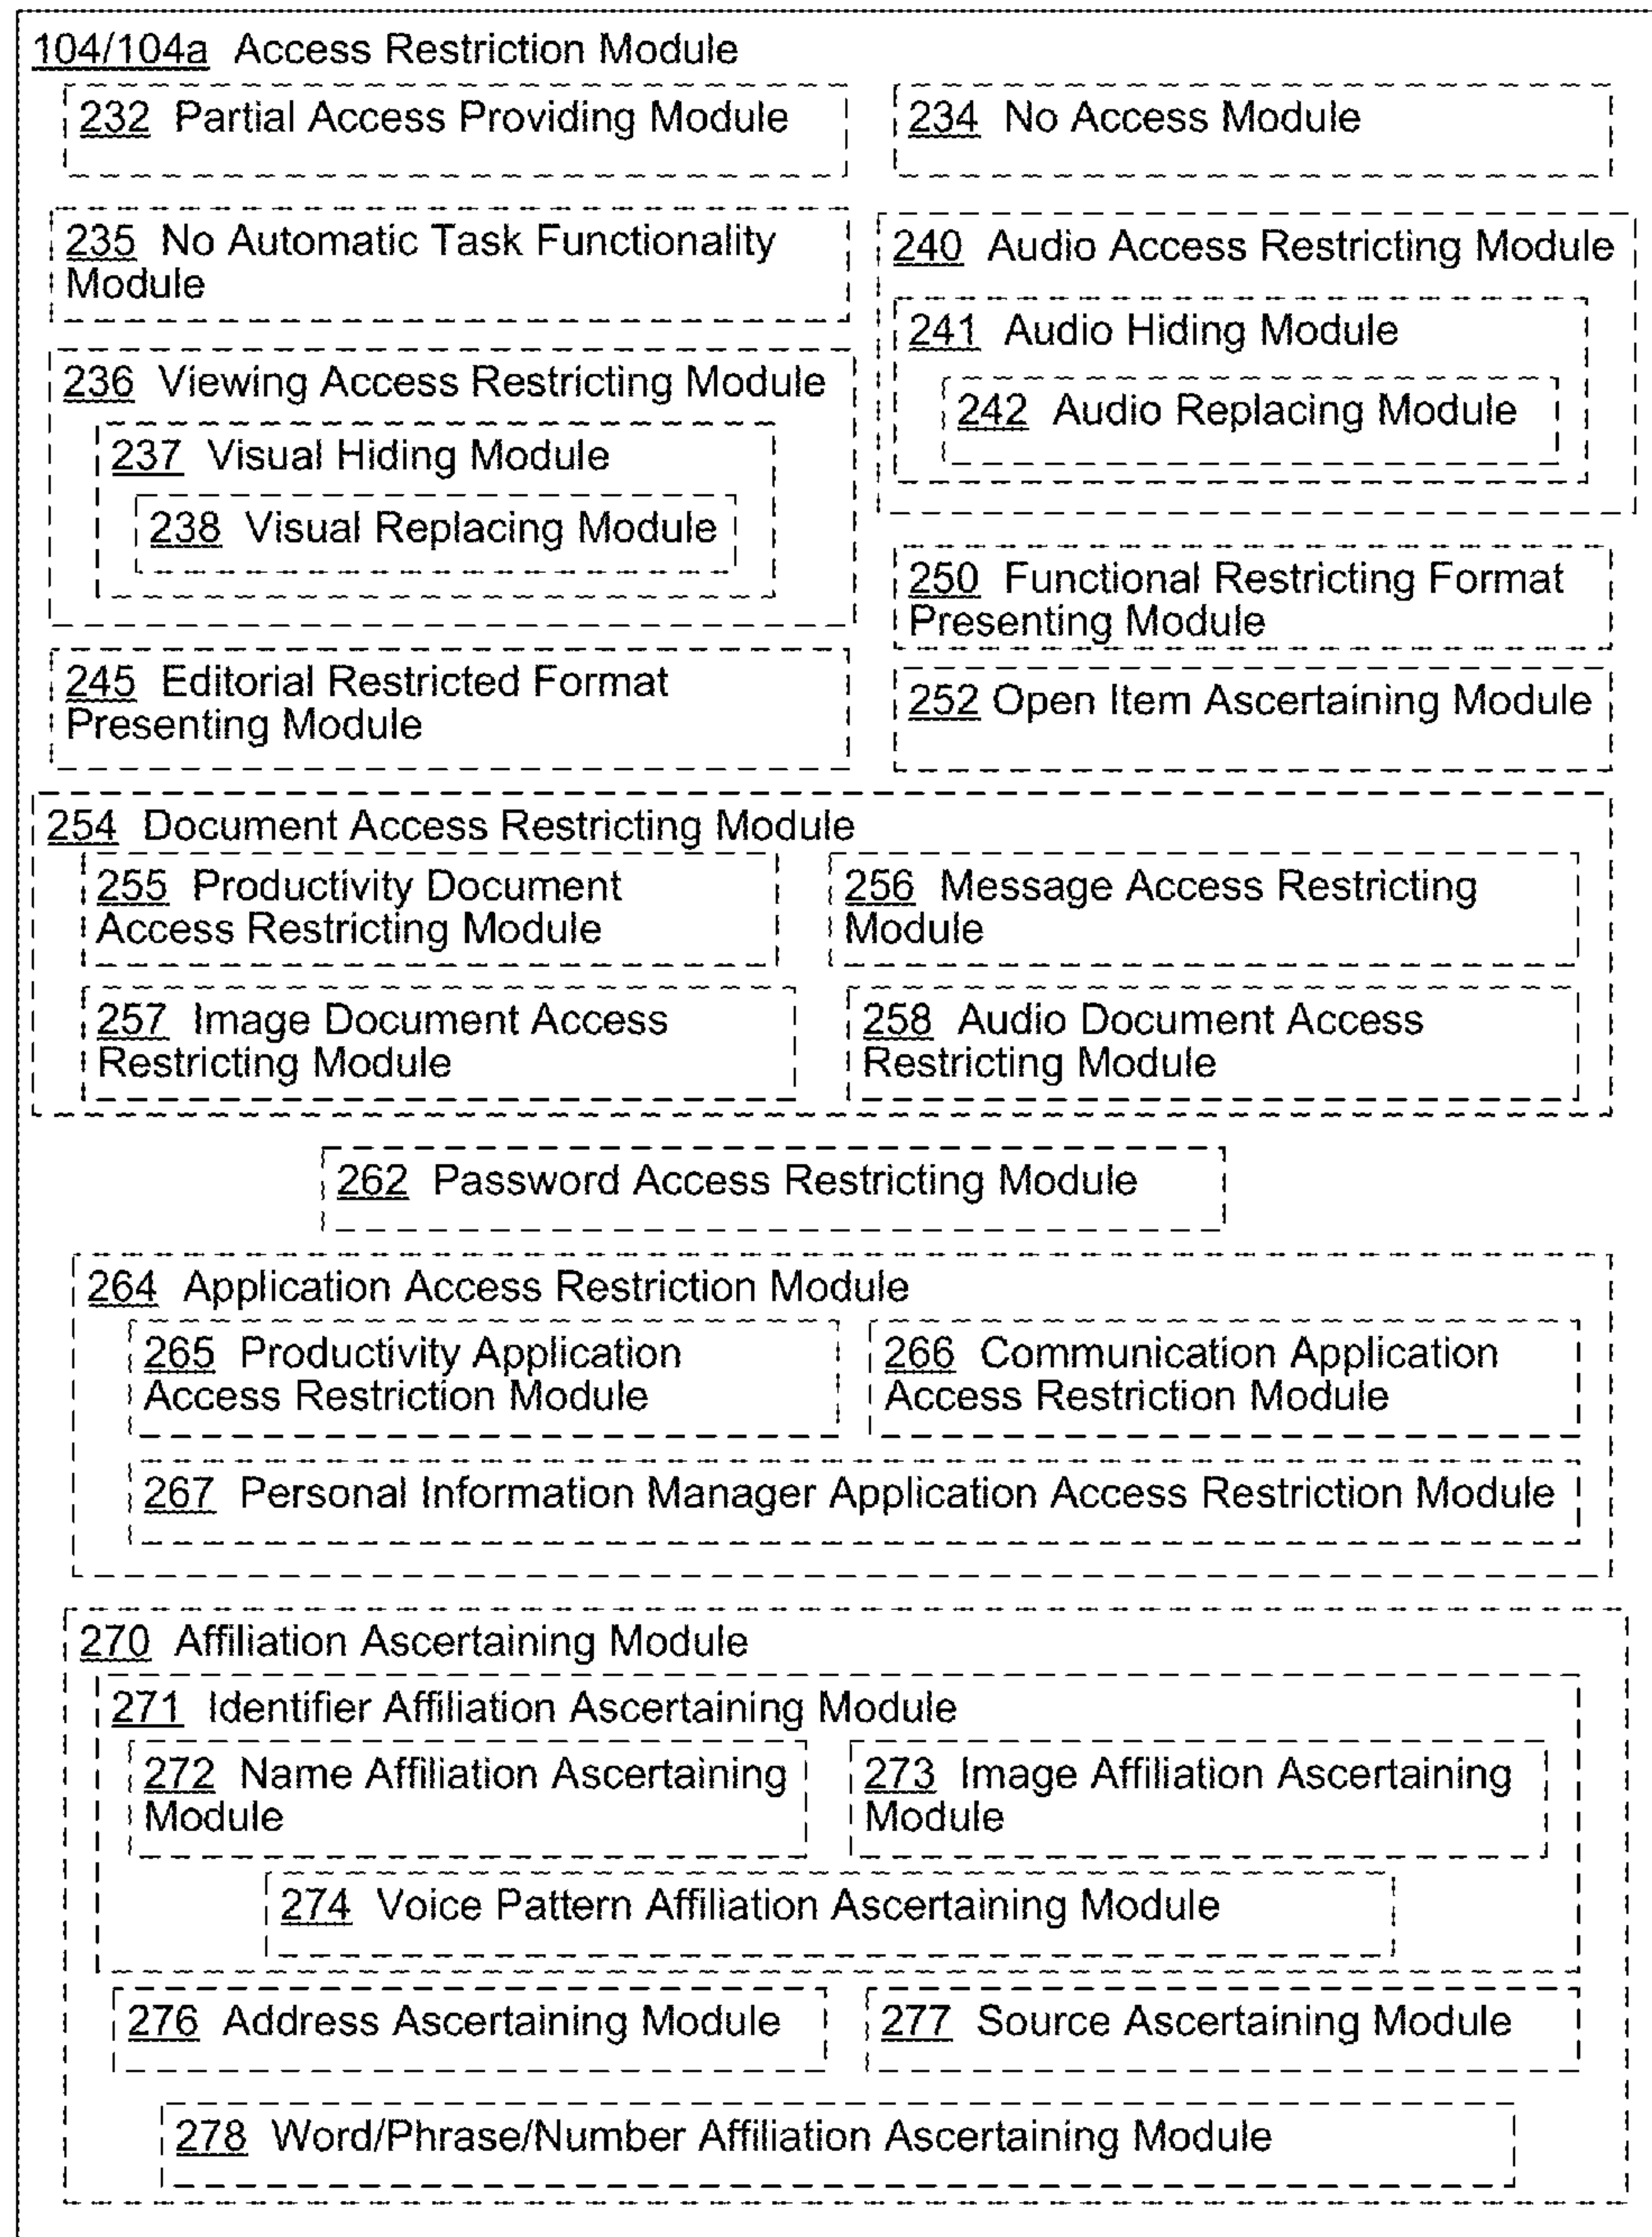 104/104a Access Restriction Module
232 Partial Access Providing Module
234 No Access Module
235 No Automatic Task Functionality
Module
240 Audio Access Restricting Module
241 Audio Hiding Module
242 Audio Replacing Module
236 Viewing Access Restricting Module
237 Visual Hiding Module
238 Visual Replacing Module
250 Functional Restricting Format
Presenting Module
245 Editorial Restricted Format
Presenting Module
252 Open Item Ascertaining Module
254 Document Access Restricting Module
255 Productivity Document
Access Restricting Module
256 Message Access Restricting
Module
257 Image Document Access
Restricting Module
258 Audio Document Access
Restricting Module
262 Password Access Restricting Module
264 Application Access Restriction Module
265 Productivity Application
Access Restriction Module
266 Communication Application
Access Restriction Module
267 Personal Information Manager Application Access Restriction Module
270 Affiliation Ascertaining Module
271 Identifier Affiliation Ascertaining Module
272 Name Affiliation Ascertaining
Module
273 Image Affiliation Ascertaining
Module
274 Voice Pattern Affiliation Ascertaining Module
276 Address Ascertaining Module
277 Source Ascertaining Module
278 Word/Phrase/Number Affiliation Ascertaining Module